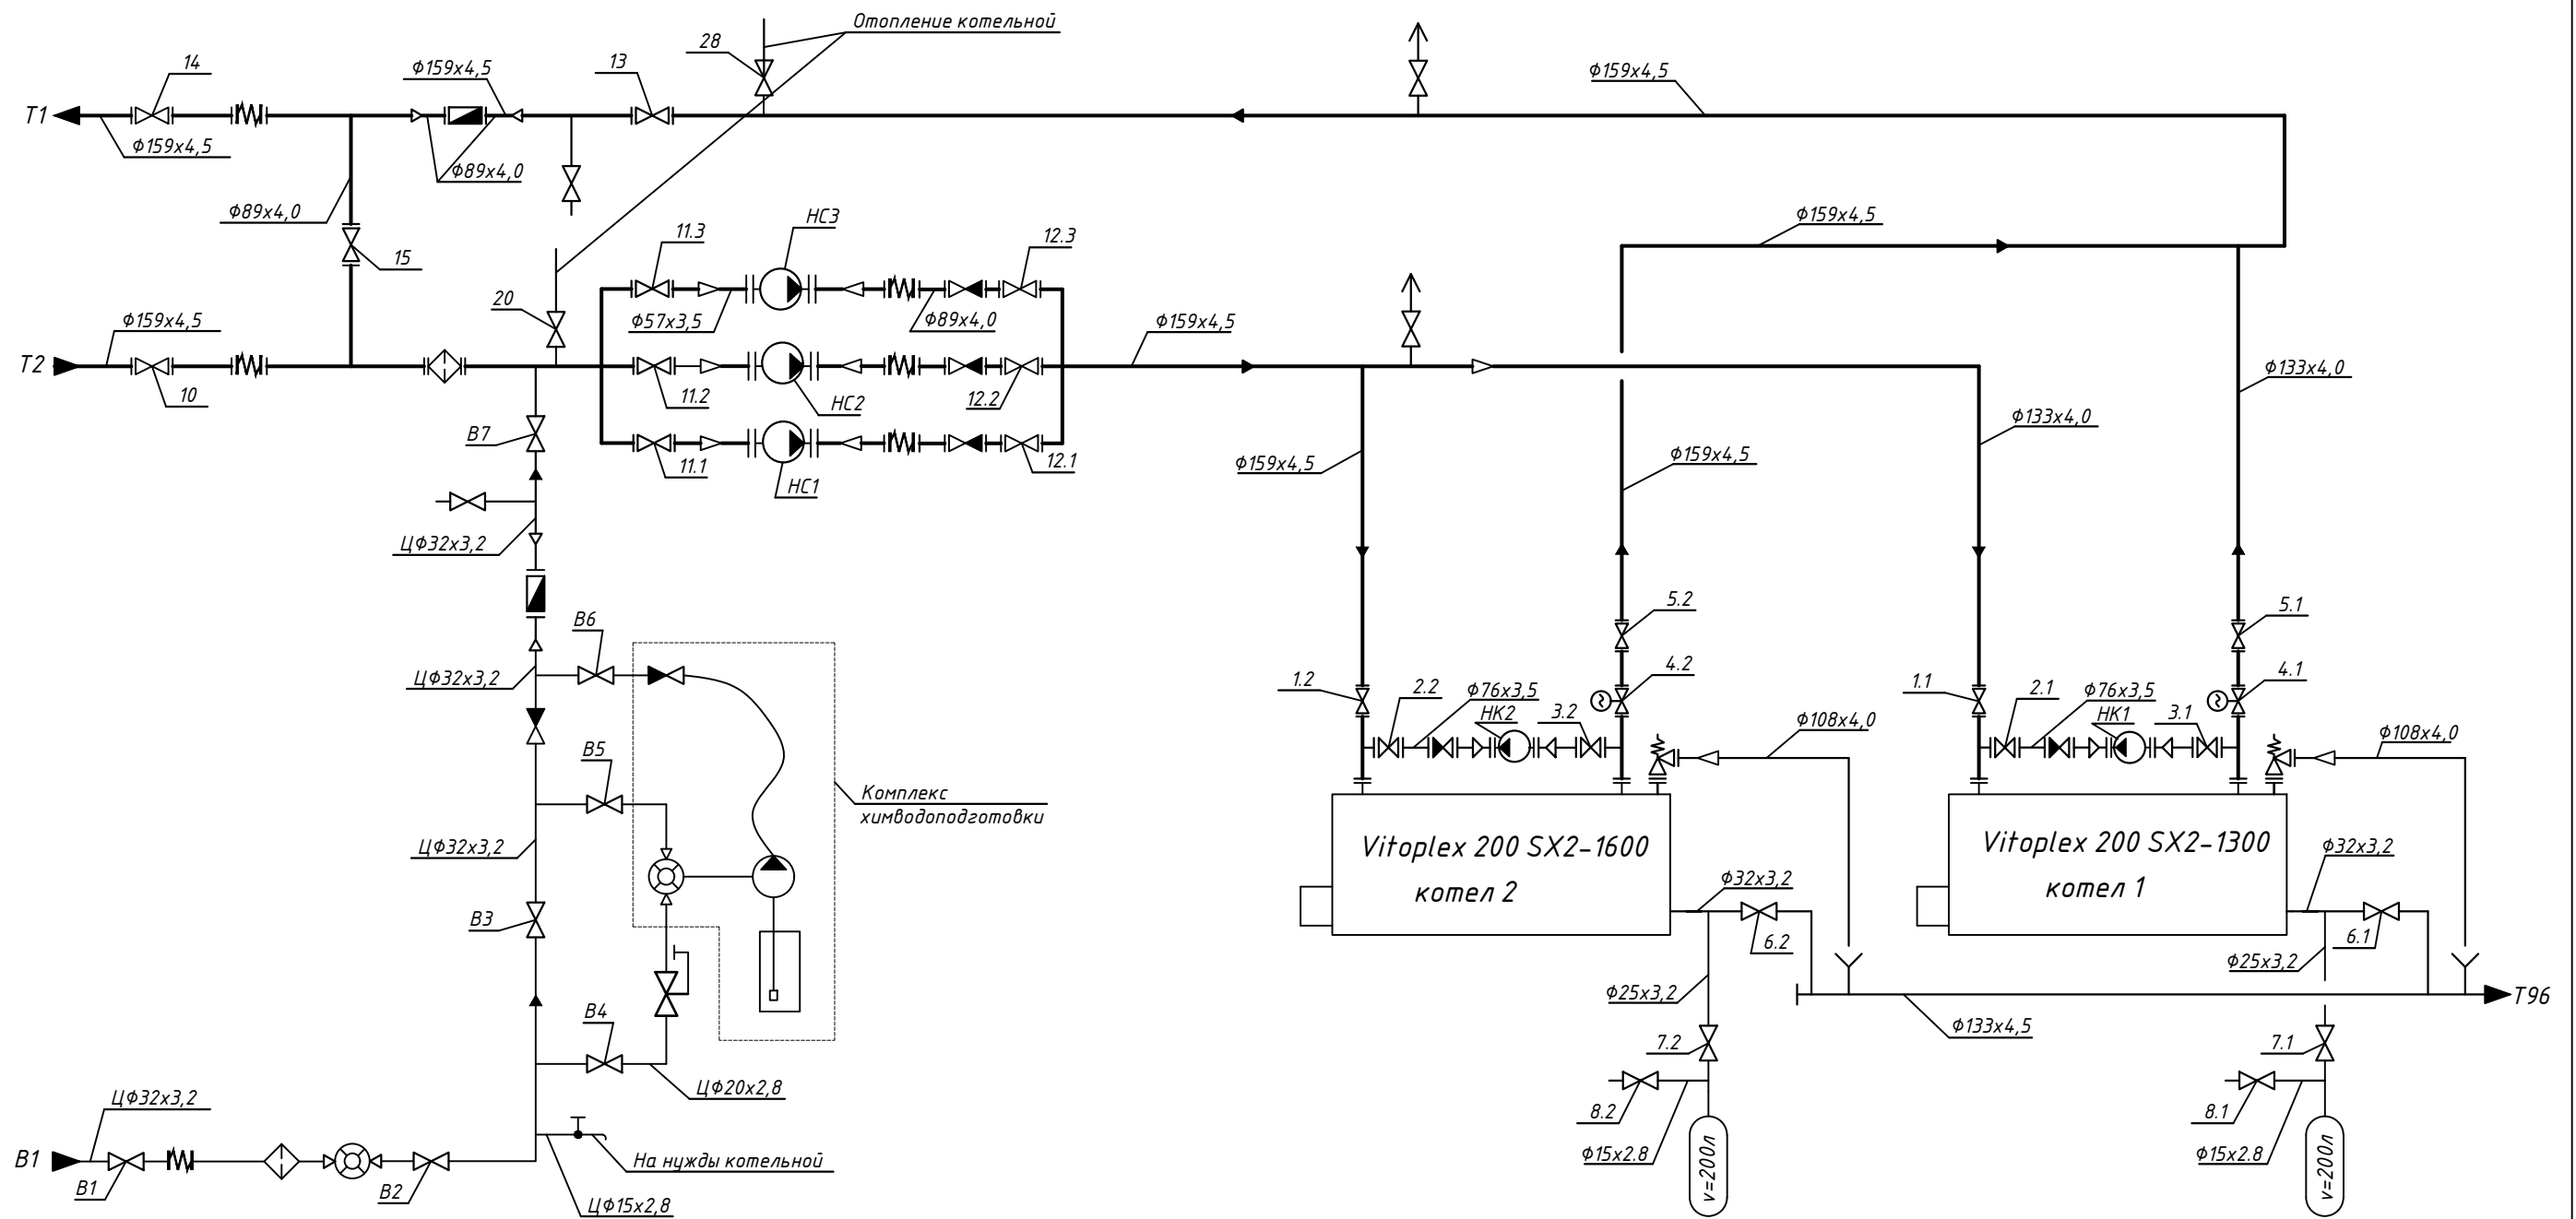 Отопление котельной
14
Ф159х4,5
13
28
Ф159х4,5
Т1
Ф159х4,5
Ф89х4,0
Ф89х4,0
15
НС3
11.3
12.3
Ф159х4,5
20
Ф57х3,5
Ф89х4,0
Ф159х4,5
Ф159х4,5
Т2
10
11.2
НС2
12.2
Ф133х4,0
Ф133х4,0
В7
11.1
НС1
12.1
Ф159х4,5
Ф159х4,5
ЦФ32х3,2
В6
ЦФ32х3,2
5.2
5.1
1.2
2.2
Ф76х3,5
НК2
3.2
4.2
Ф108х4,0
1.1
2.1
Ф76х3,5
НК1
3.1
4.1
Ф108х4,0
В5
Комплекс
химводоподготовки
ЦФ32х3,2
Vitoplex 200 SX2-1600
котел 2
Vitoplex 200 SX2-1300
котел 1
Ф32х3,2
Ф32х3,2
В3
6.2
6.1
Ф25х3,2
Ф25х3,2
Т96
В4
Ф133х4,5
7.2
7.1
ЦФ20х2,8
ЦФ32х3,2
8.2
8.1
Ф15х2.8
Ф15х2.8
v=200л
v=200л
В1
В1
В2
На нужды котельной
ЦФ15х2,8